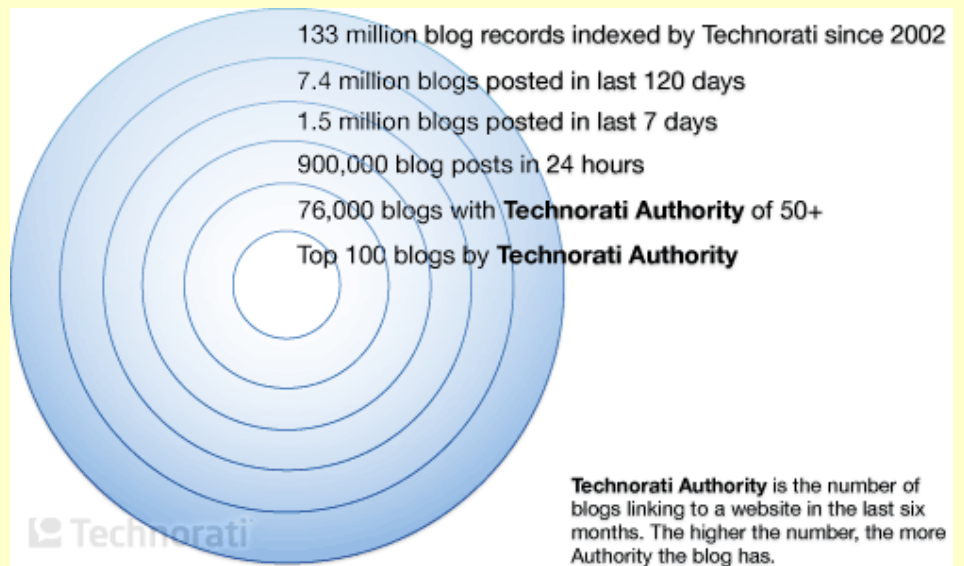 133 million blog records indexed by Technorati since 2002
7.4 million blogs posted in last 120 days
1.5 million blogs posted in last 7 days
900,000 blog posts in 24 hours
76,000 blogs with Technorati Authority of 50+
Top 100 blogs by Technorati Authority
Technorati Authority is the number of
blogs linking to a website in the last six
months. The higher the number, the more
Authority the blog has.
Technorati